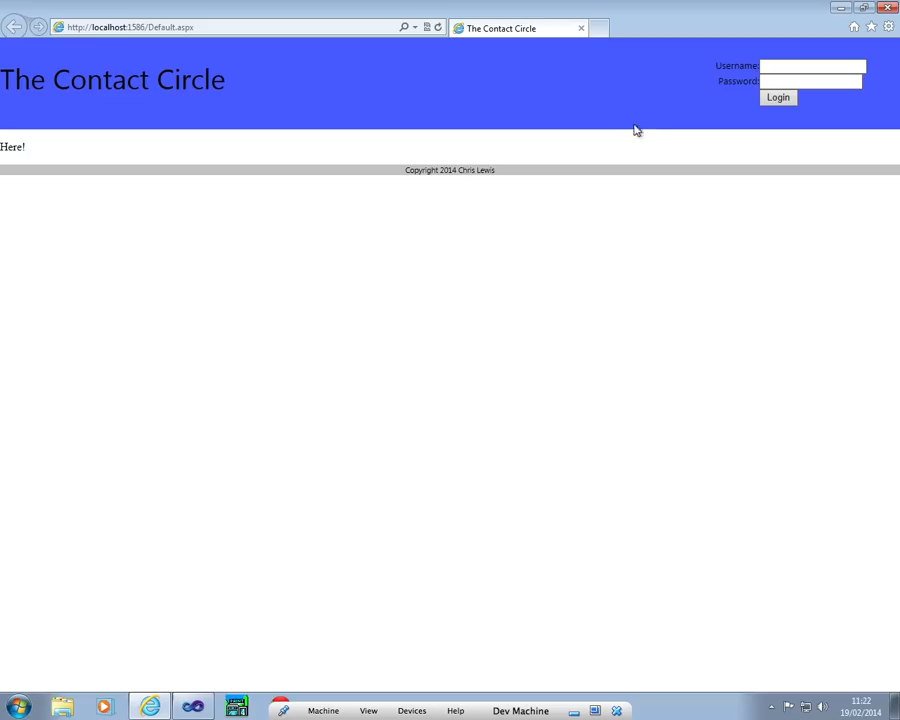 http://localhost:1586/Default.aspx
The Contact Circle
The Contact Circle
Username:
Password:
Login
Here!
Copyright 2014 Chris Lewis
Machine View Devices Help Dev Machine
11:22
19/02/2014